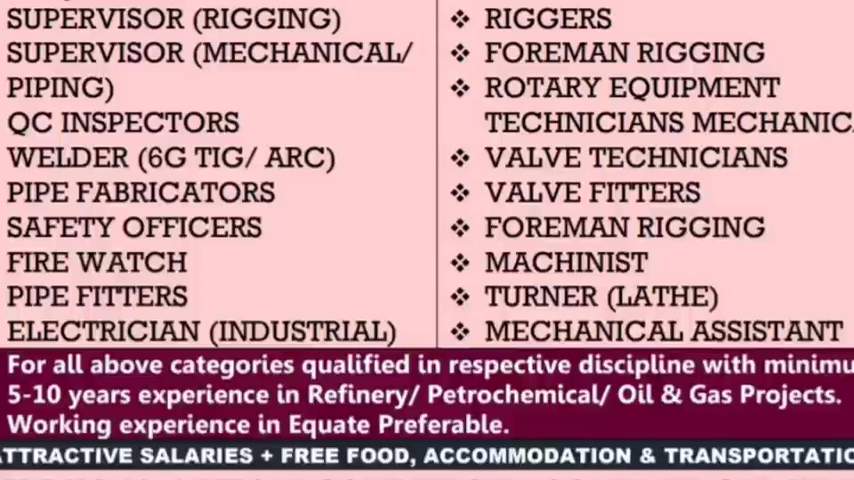 SUPERVISOR (RIGGING)
SUPERVISOR (MECHANICAL/
PIPING)
QC INSPECTORS
WELDER (6G TIG/ ARC)
PIPE FABRICATORS
SAFETY OFFICERS
FIRE WATCH
PIPE FITTERS
ELECTRICIAN (INDUSTRIAL)
❖ RIGGERS
❖ FOREMAN RIGGING
❖ ROTARY EQUIPMENT
TECHNICIANS MECHANIC
❖ VALVE TECHNICIANS
❖ VALVE FITTERS
❖ FOREMAN RIGGING
❖ MACHINIST
❖ TURNER (LATHE)
❖ MECHANICAL ASSISTANT
For all above categories qualified in respective discipline with minimu
5-10 years experience in Refinery/ Petrochemical/ Oil & Gas Projects.
Working experience in Equate Preferable.
ATTRACTIVE SALARIES + FREE FOOD, ACCOMMODATION & TRANSPORTATIO